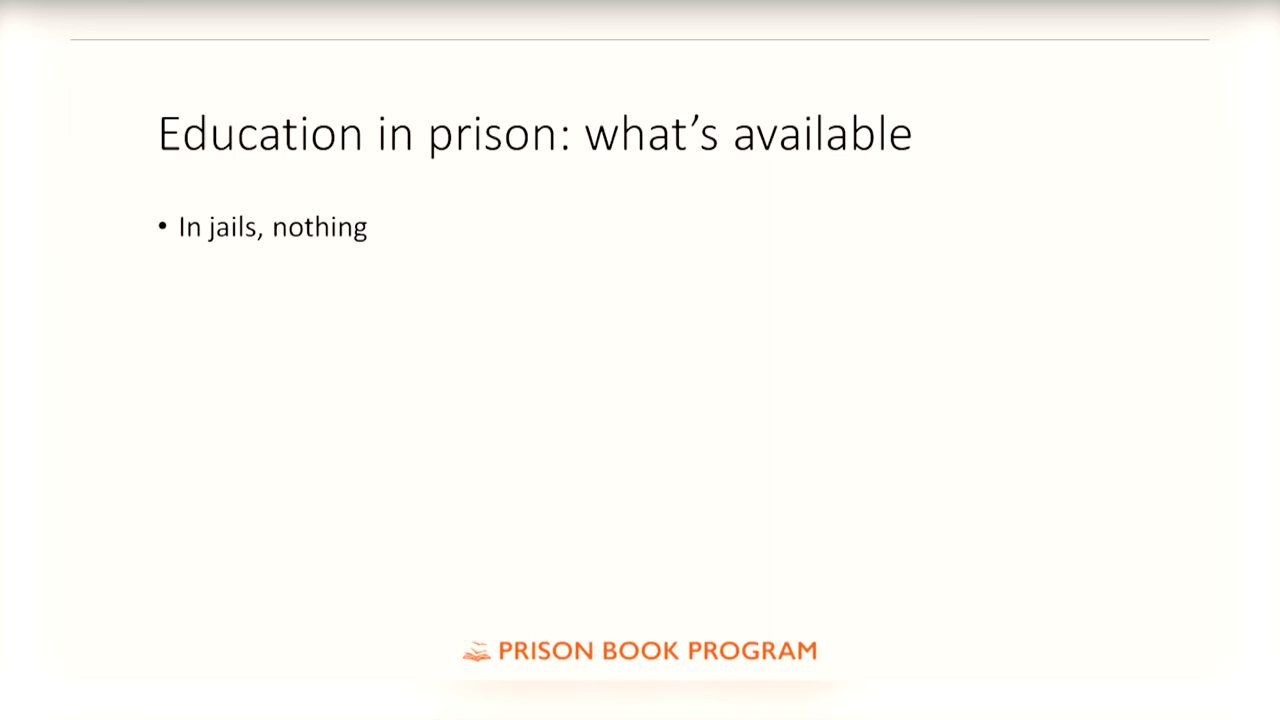 Education in prison: what’s available
• In jails, nothing
PRISON BOOK PROGRAM